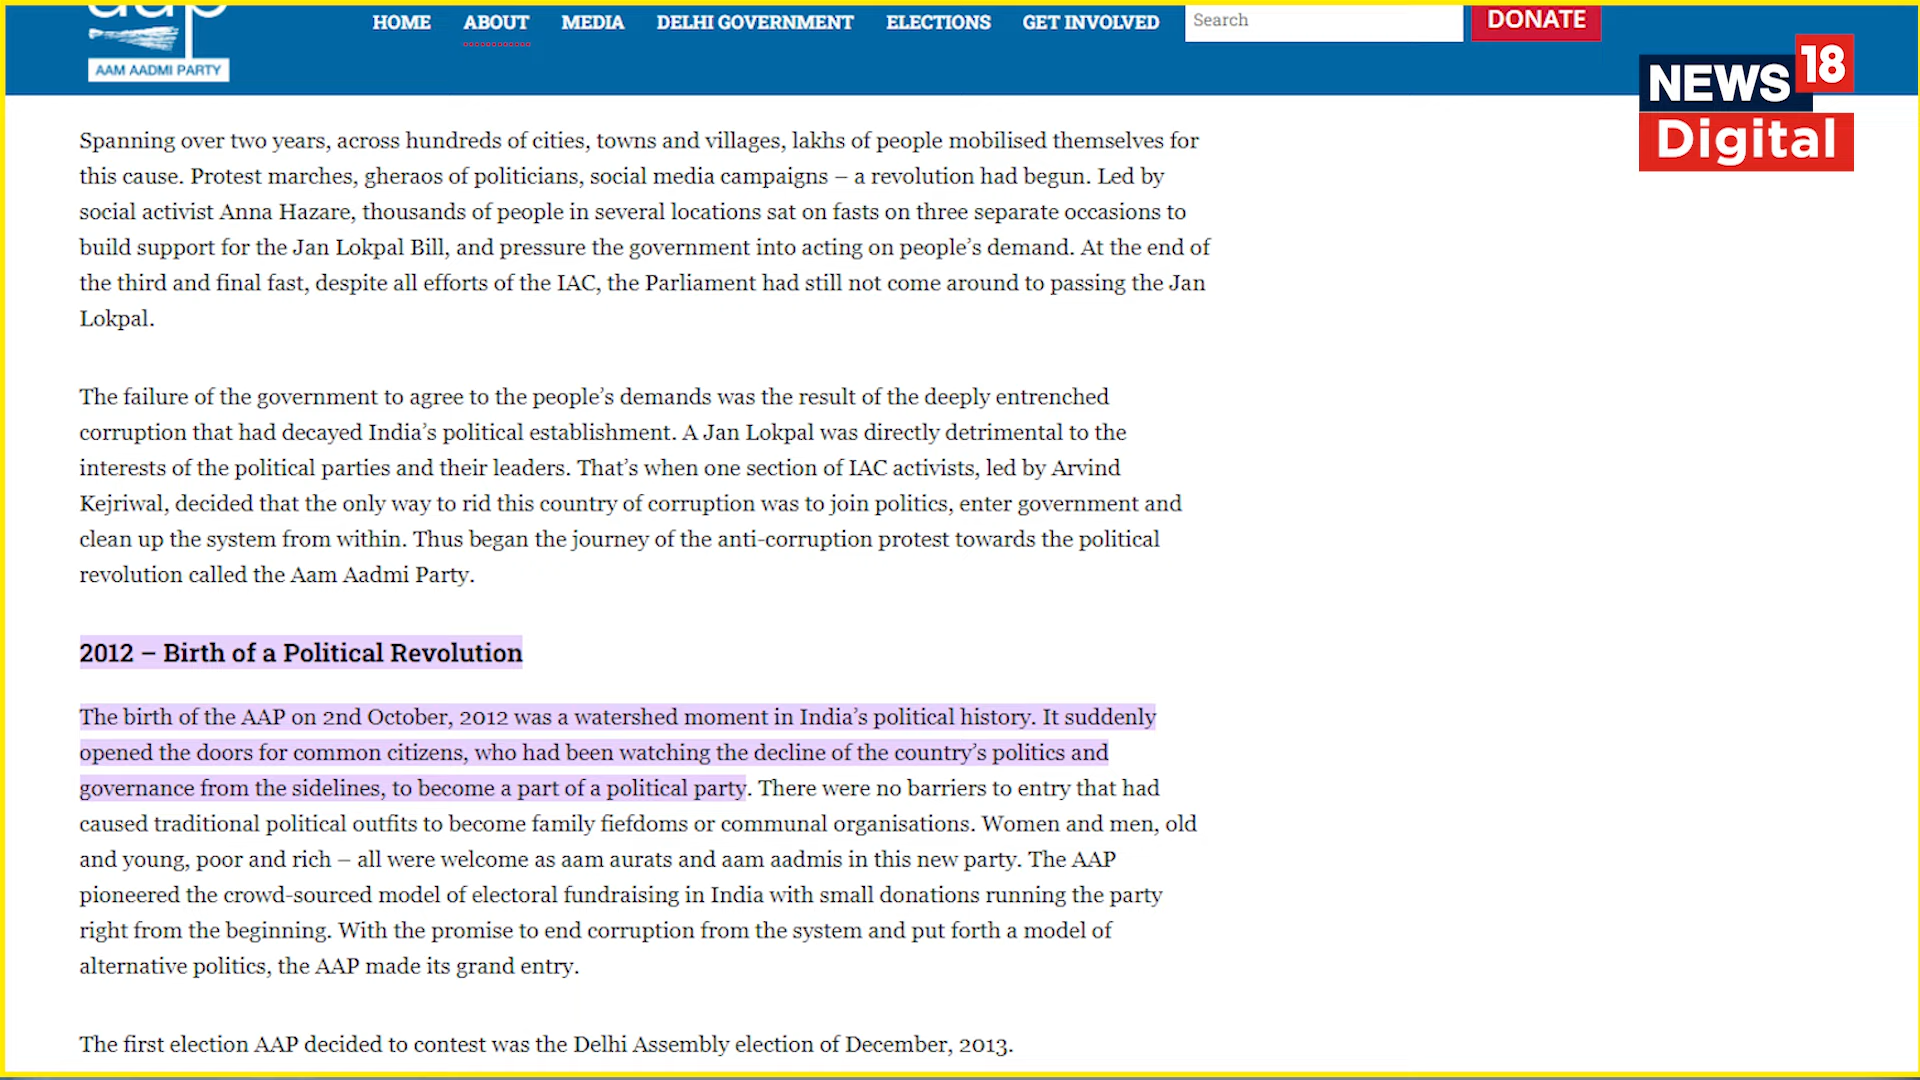 aap
AAM AADMI PARTY
HOME ABOUT MEDIA DELHI GOVERNMENT ELECTIONS GET INVOLVED Search DONATE
NEWS 18
Digital
Spanning over two years, across hundreds of cities, towns and villages, lakhs of people mobilised themselves for
this cause. Protest marches, gheraos of politicians, social media campaigns – a revolution had begun. Led by
social activist Anna Hazare, thousands of people in several locations sat on fasts on three separate occasions to
build support for the Jan Lokpal Bill, and pressure the government into acting on people’s demand. At the end of
the third and final fast, despite all efforts of the IAC, the Parliament had still not come around to passing the Jan
Lokpal.
The failure of the government to agree to the people’s demands was the result of the deeply entrenched
corruption that had decayed India’s political establishment. A Jan Lokpal was directly detrimental to the
interests of the political parties and their leaders. That’s when one section of IAC activists, led by Arvind
Kejriwal, decided that the only way to rid this country of corruption was to join politics, enter government and
clean up the system from within. Thus began the journey of the anti-corruption protest towards the political
revolution called the Aam Aadmi Party.
2012 – Birth of a Political Revolution
The birth of the AAP on 2nd October, 2012 was a watershed moment in India’s political history. It suddenly
opened the doors for common citizens, who had been watching the decline of the country’s politics and
governance from the sidelines, to become a part of a political party. There were no barriers to entry that had
caused traditional political outfits to become family fiefdoms or communal organisations. Women and men, old
and young, poor and rich – all were welcome as aam aurats and aam aadmis in this new party. The AAP
pioneered the crowd-sourced model of electoral fundraising in India with small donations running the party
right from the beginning. With the promise to end corruption from the system and put forth a model of
alternative politics, the AAP made its grand entry.
The first election AAP decided to contest was the Delhi Assembly election of December, 2013.